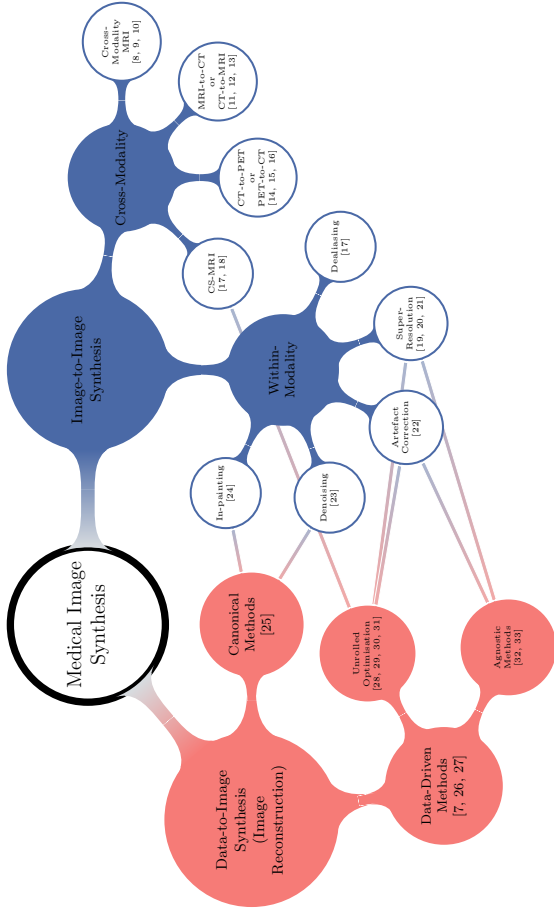 Medical Image
Synthesis
Image-to-Image
Synthesis
Cross-Modality
Cross-
Modality
MRI
[8, 9, 10]
MRI-to-CT
or
CT-to-MRI
[11, 12, 13]
CT-to-PET
or
PET-to-CT
[14, 15, 16]
CS-MRI
[17, 18]
Within-
Modality
Dealiasing
[17]
Super-
Resolution
[19, 20, 21]
Artefact
Correction
[22]
Denoising
[23]
In-painting
[24]
Data-to-Image
Synthesis
(Image
Reconstruction)
Canonical
Methods
[25]
Data-Driven
Methods
[7, 26, 27]
Unrolled
Optimisation
[28, 29, 30, 31]
Agnostic
Methods
[32, 33]